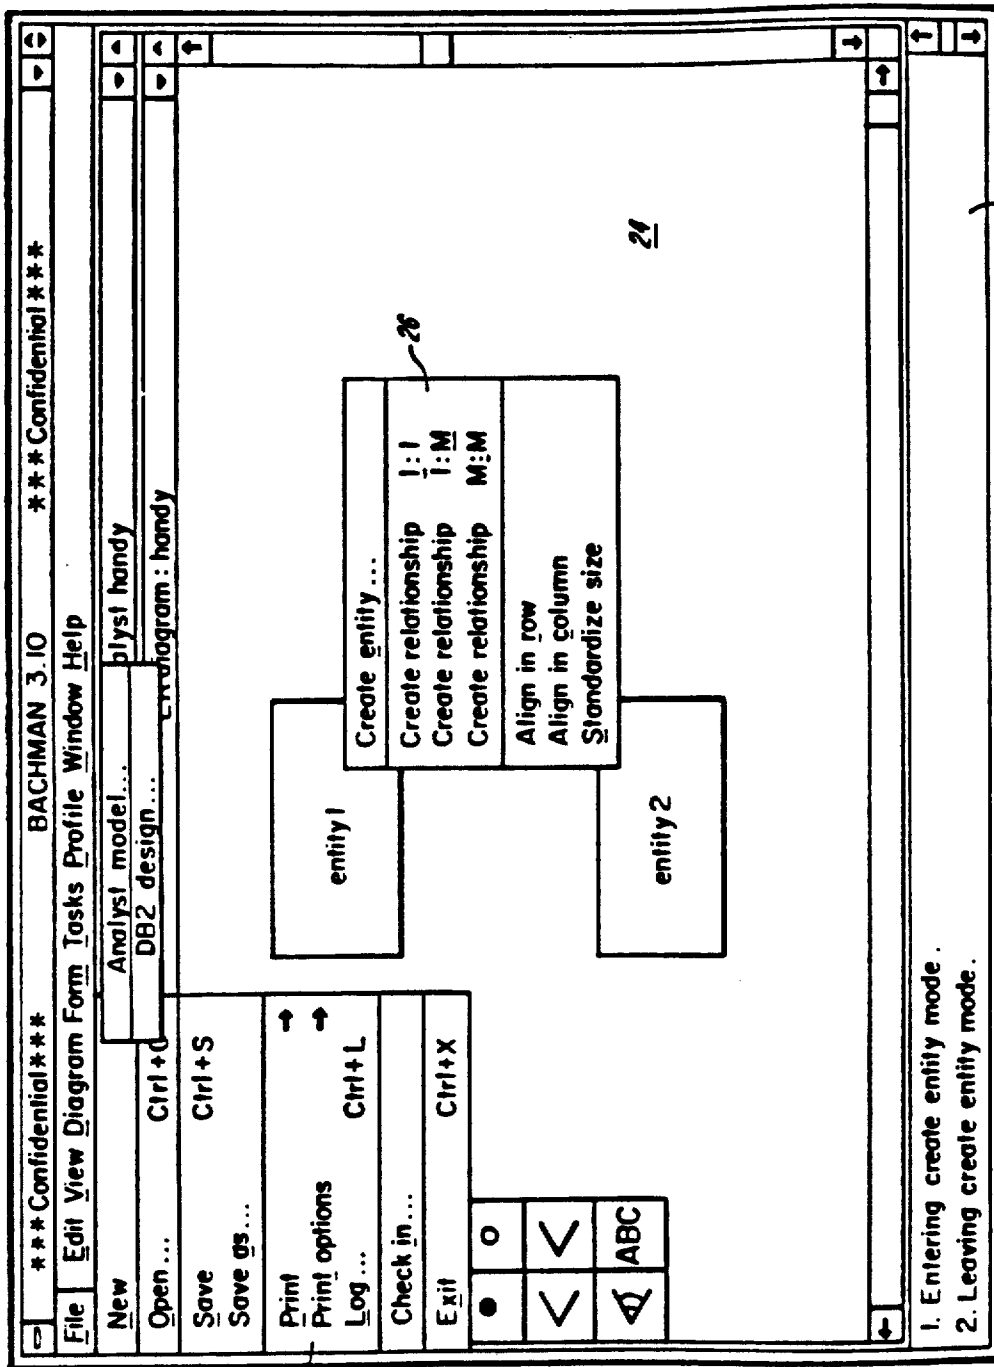 ***Confidential*** BACHMAN 3.10 ***Confidential***
File Edit View Diagram Form Tasks Profile Window Help
New
Analyst model...
alyst handy
Open... Ctrl+O
DB2 design...
agram: handy
Save Ctrl+S
Save as...
Print
Print options
Log... Ctrl+L
Check in...
Exit Ctrl+X
ABC
entity1
Create entity...
Create relationship 1:1
Create relationship 1:M
Create relationship M:M
26
Align in row
Align in column
Standardize size
entity2
24
1. Entering create entity mode.
2. Leaving create entity mode.